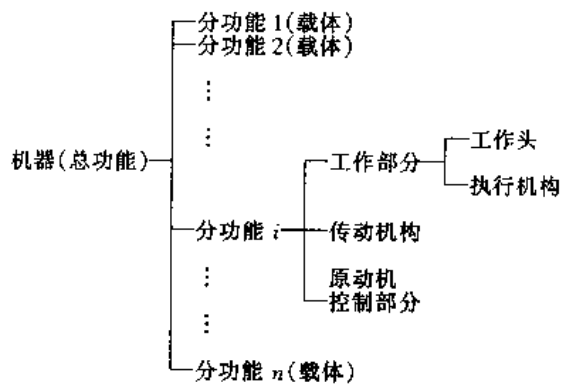 分功能 1(载体)
分功能 2(载体)
⋮
⋮
机器(总功能)
工作部分
工作头
执行机构
分功能 i
传动机构
原动机
控制部分
⋮
⋮
分功能 n(载体)